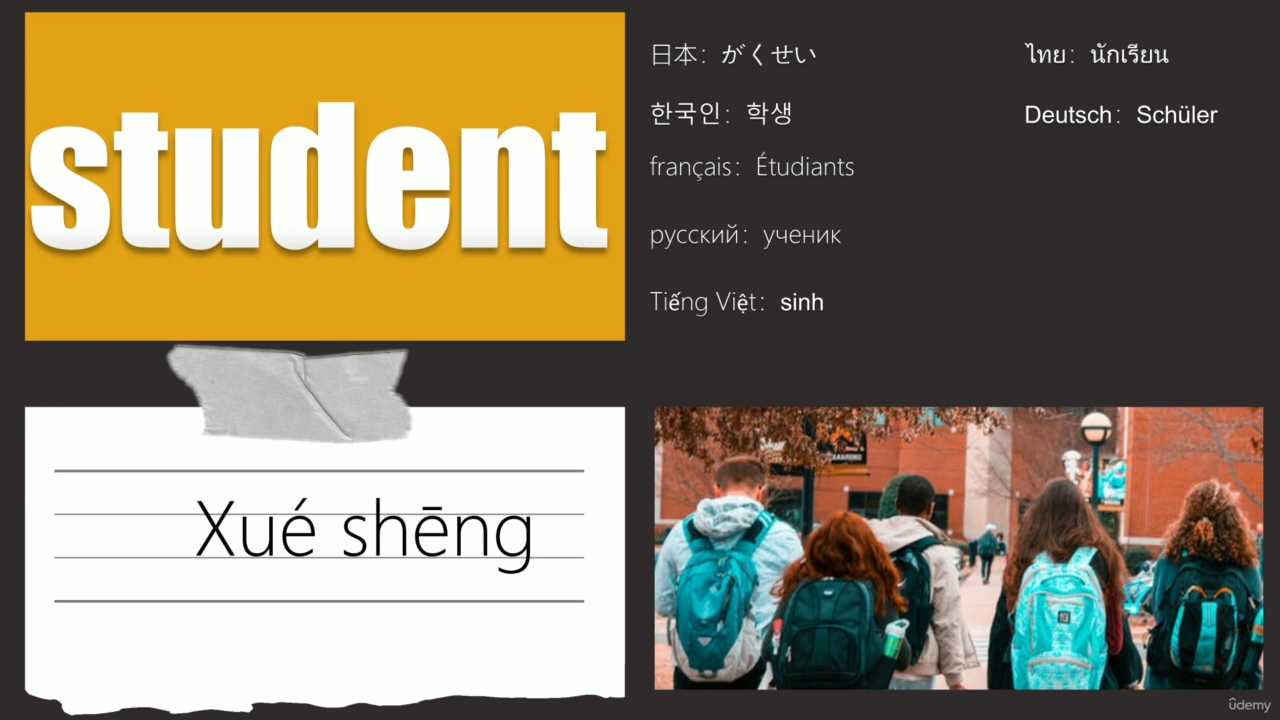 student
日本：がくせい
한국인：학생
français：Étudiants
русский：ученик
Tiếng Việt：sinh
ไทย：นักเรียน
Deutsch：Schüler
Xué shēng
ûdemy